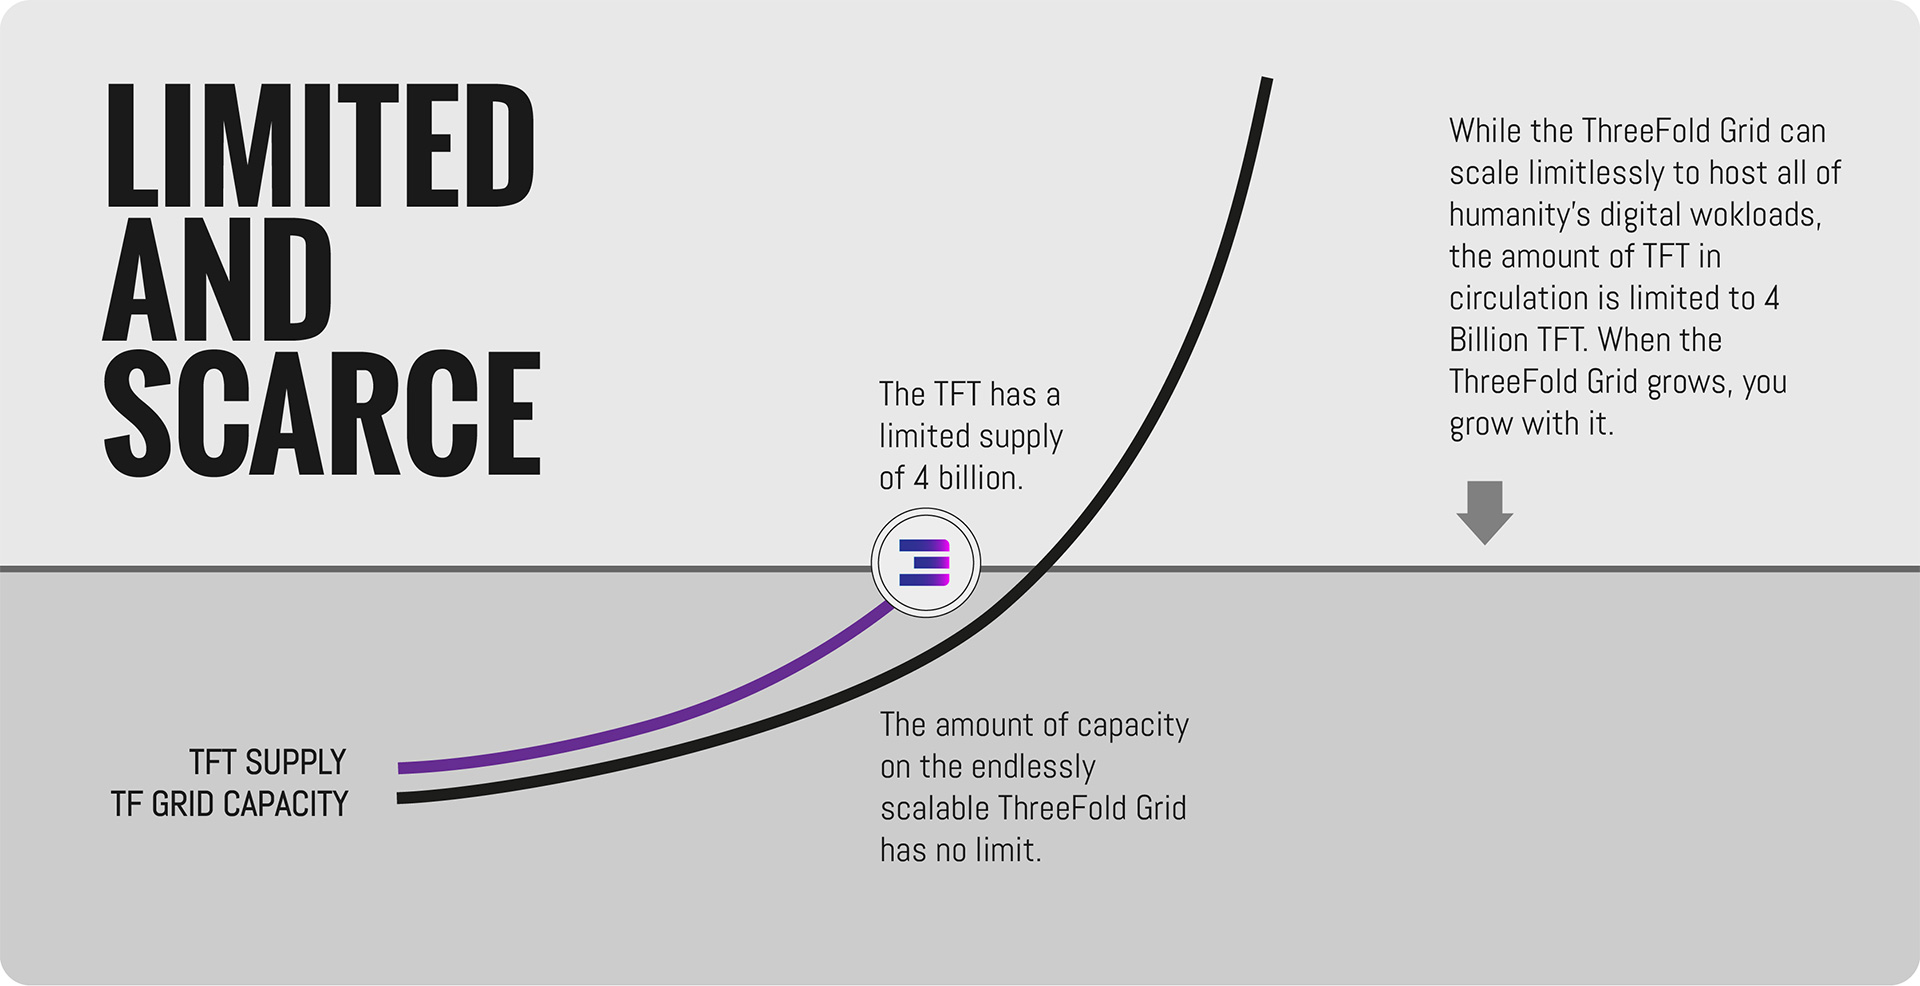 LIMITED
AND
SCARCE
While the ThreeFold Grid can
scale limitlessly to host all of
humanity’s digital wokloads,
the amount of TFT in
circulation is limited to 4
Billion TFT. When the
ThreeFold Grid grows, you
grow with it.
The TFT has a
limited supply
of 4 billion.
TFT SUPPLY
TF GRID CAPACITY
The amount of capacity
on the endlessly
scalable ThreeFold Grid
has no limit.